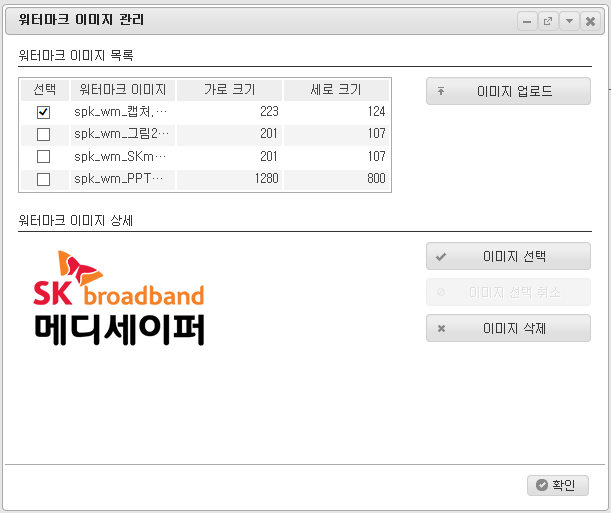 워터마크 이미지 관리
워터마크 이미지 목록
선택 워터마크 이미지 가로 크기 세로 크기
spk_wm_캡처,... 223 124
spk_wm_그림2... 201 107
spk_wm_SKm... 201 107
spk_wm_PPT... 1280 800
이미지 업로드
워터마크 이미지 상세
SK broadband
메디세이퍼
이미지 선택
이미지 선택 취소
이미지 삭제
확인